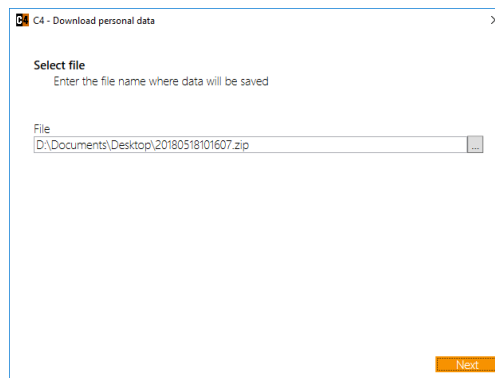 C4 C4 - Download personal data
Select file
Enter the file name where data will be saved
File
D:\Documents\Desktop\20180518101607.zip
...
Next